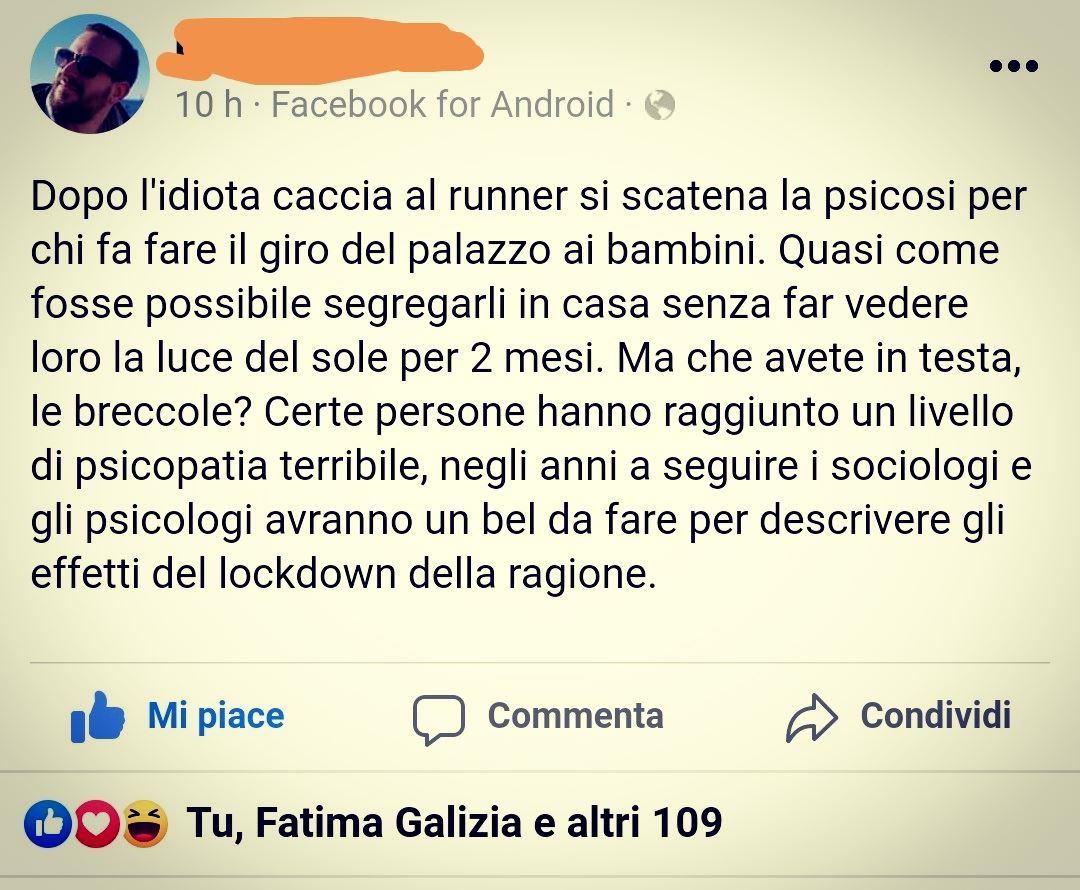 10 h · Facebook for Android ·
Dopo l'idiota caccia al runner si scatena la psicosi per
chi fa fare il giro del palazzo ai bambini. Quasi come
fosse possibile segregarli in casa senza far vedere
loro la luce del sole per 2 mesi. Ma che avete in testa,
le breccole? Certe persone hanno raggiunto un livello
di psicopatia terribile, negli anni a seguire i sociologi e
gli psicologi avranno un bel da fare per descrivere gli
effetti del lockdown della ragione.
Mi piace
Commenta
Condividi
Tu, Fatima Galizia e altri 109